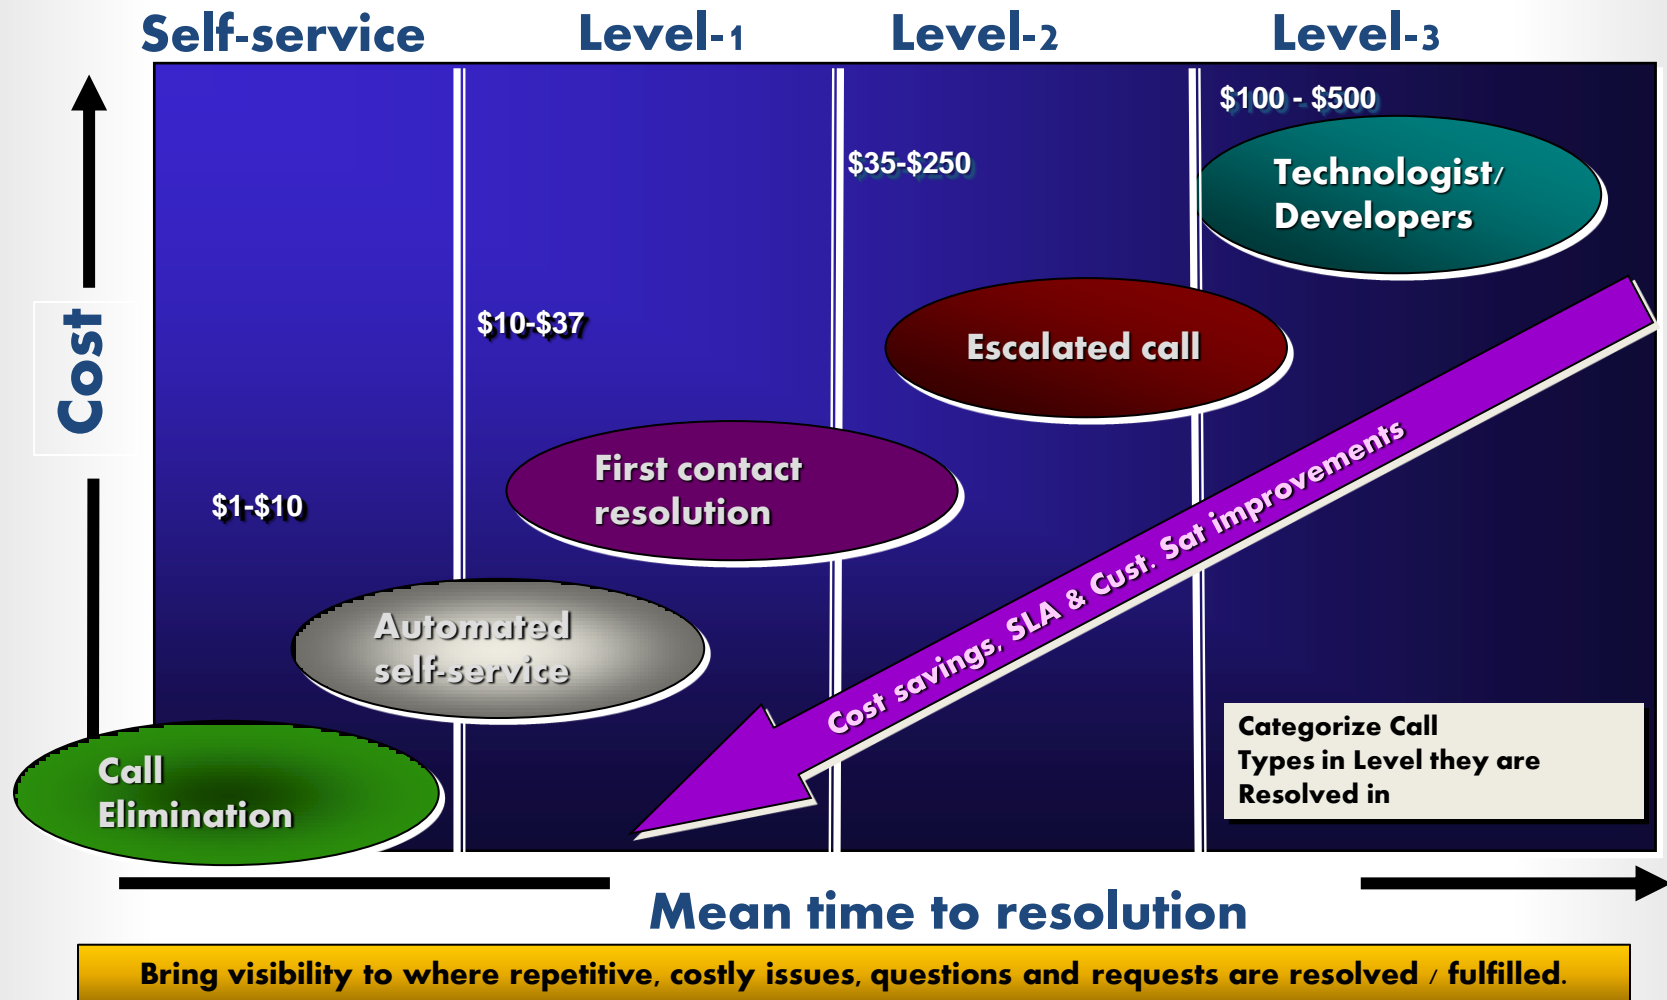 Self-service
Level-1
Level-2
Level-3
$100 - $500
$35-$250
Technologist/
Developers
Cost
$10-$37
Escalated call
First contact
resolution
$1-$10
Cost savings, SLA & Cust. Sat improvements
Automated
self-service
Categorize Call
Types in Level they are
Resolved in
Call
Elimination
Mean time to resolution
Bring visibility to where repetitive, costly issues, questions and requests are resolved / fulfilled.